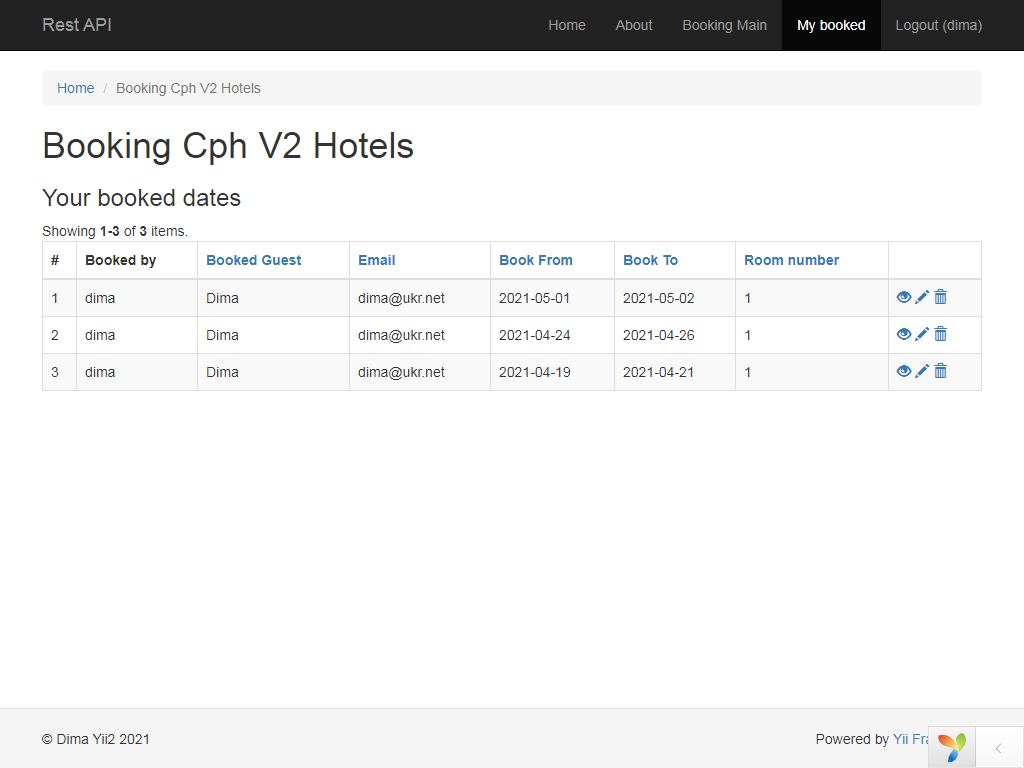 Rest API Home About Booking Main My booked Logout (dima)
Home / Booking Cph V2 Hotels
Booking Cph V2 Hotels
Your booked dates
Showing 1-3 of 3 items.
# Booked by Booked Guest Email Book From Book To Room number
1 dima Dima dima@ukr.net 2021-05-01 2021-05-02 1
2 dima Dima dima@ukr.net 2021-04-24 2021-04-26 1
3 dima Dima dima@ukr.net 2021-04-19 2021-04-21 1
© Dima Yii2 2021 Powered by Yii